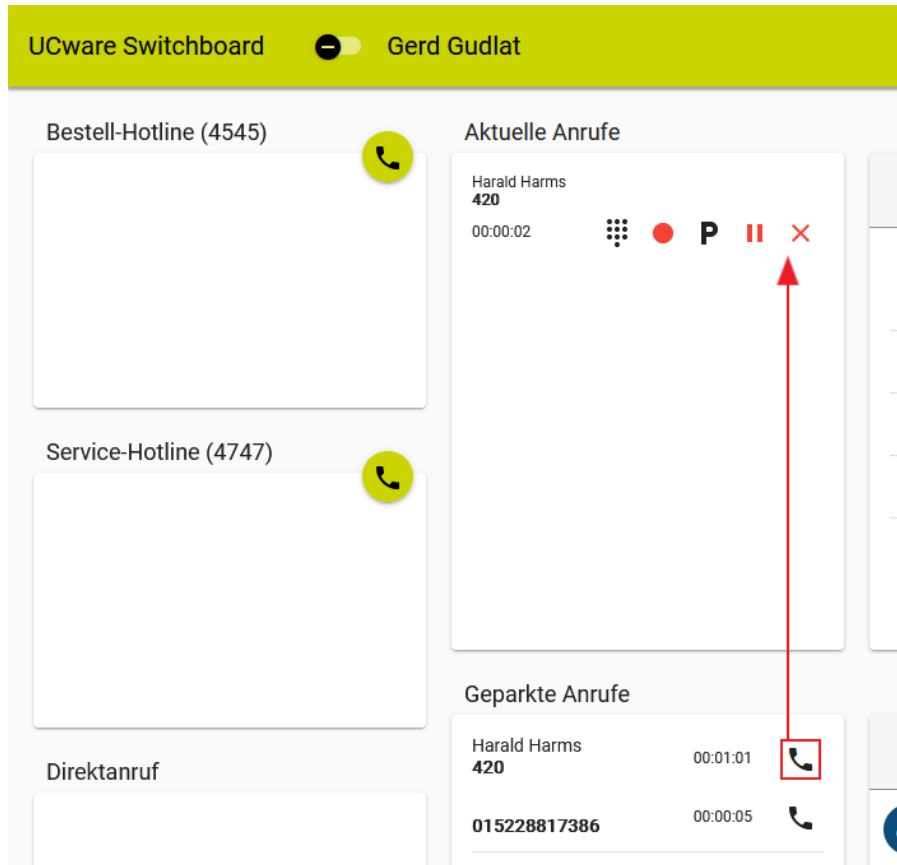 UCware Switchboard
Gerd Gudlat
Bestell-Hotline (4545)
Aktuelle Anrufe
Harald Harms
420
00:00:02
P
Service-Hotline (4747)
Geparkte Anrufe
Harald Harms
420
00:01:01
Direktanruf
015228817386
00:00:05